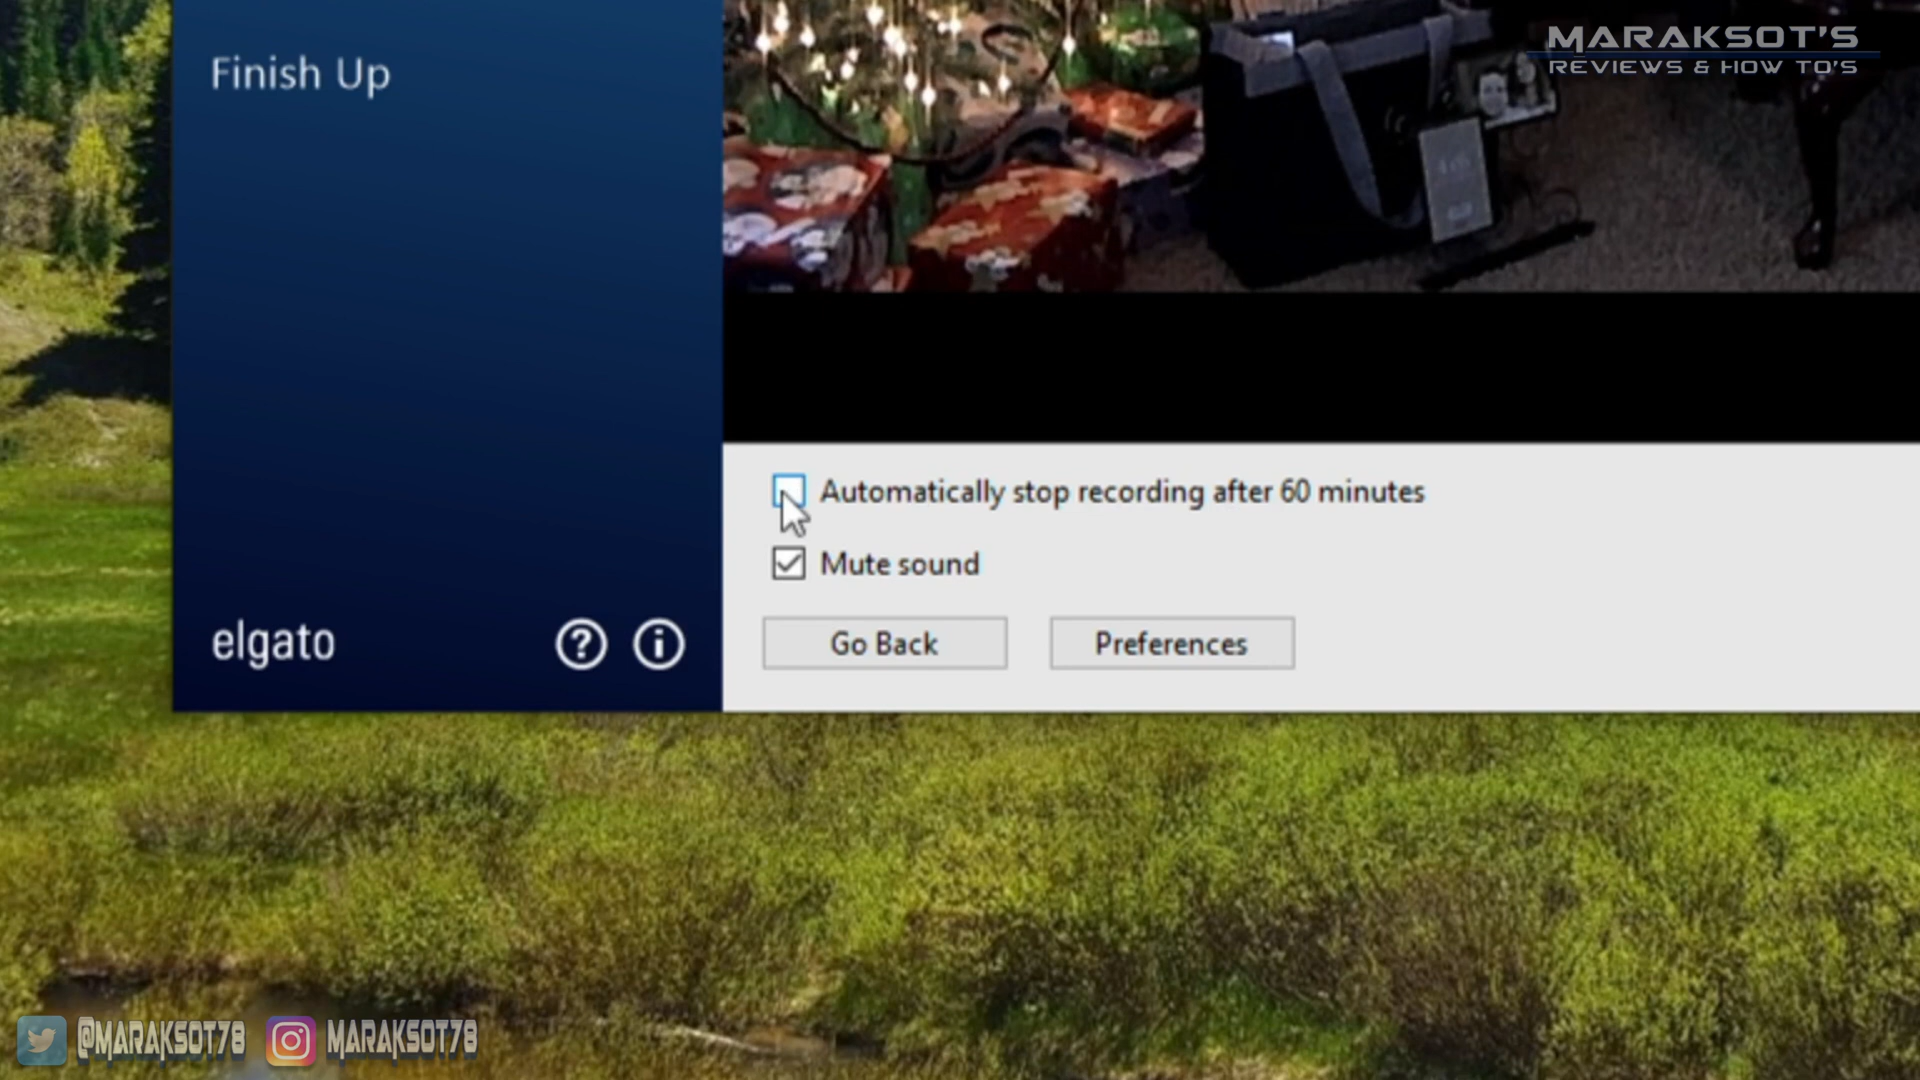 MARAKSOT'S
REVIEWS & HOW TO'S
Finish Up
Automatically stop recording after 60 minutes
Mute sound
Go Back
Preferences
elgato
@MARAKSOT78
MARAKSOT78